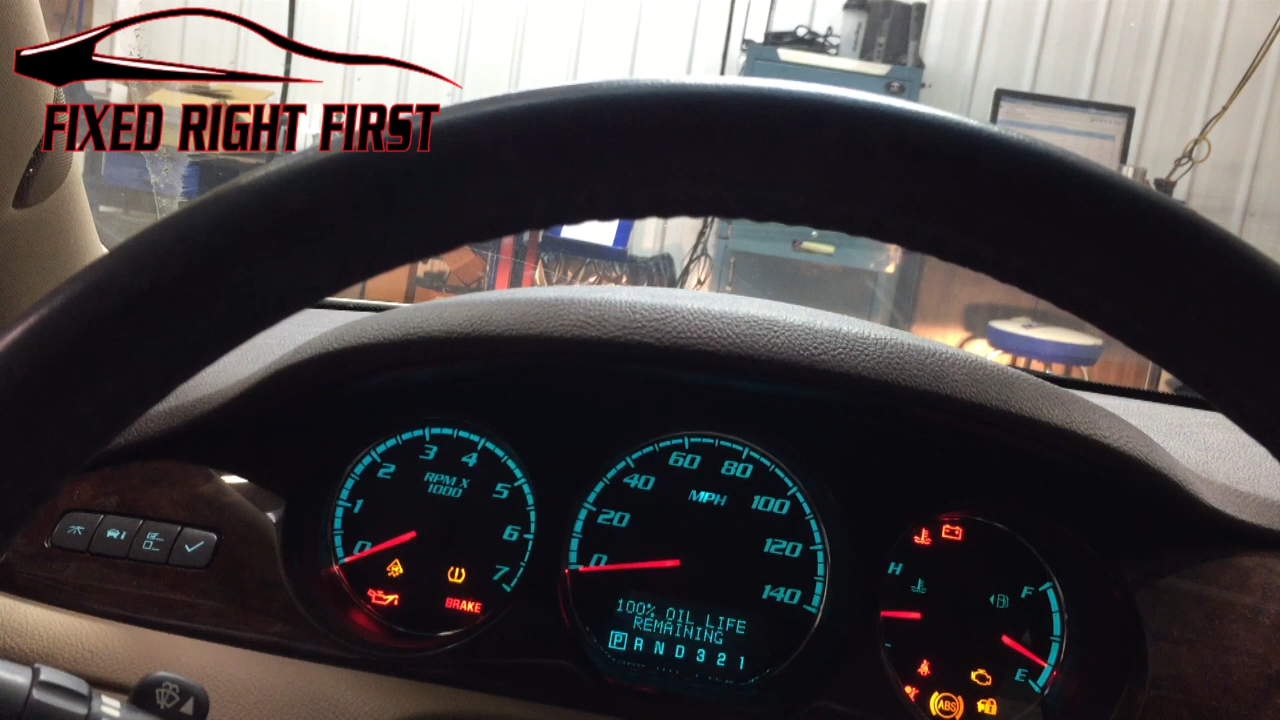 FIXED RIGHT FIRST
0 1 2 3 4 5 6 7
RPM X
1000
BRAKE
0 20 40 60 80 100 120 140
MPH
100% OIL LIFE
REMAINING
P R N D 3 2 1
H
F
E
ABS